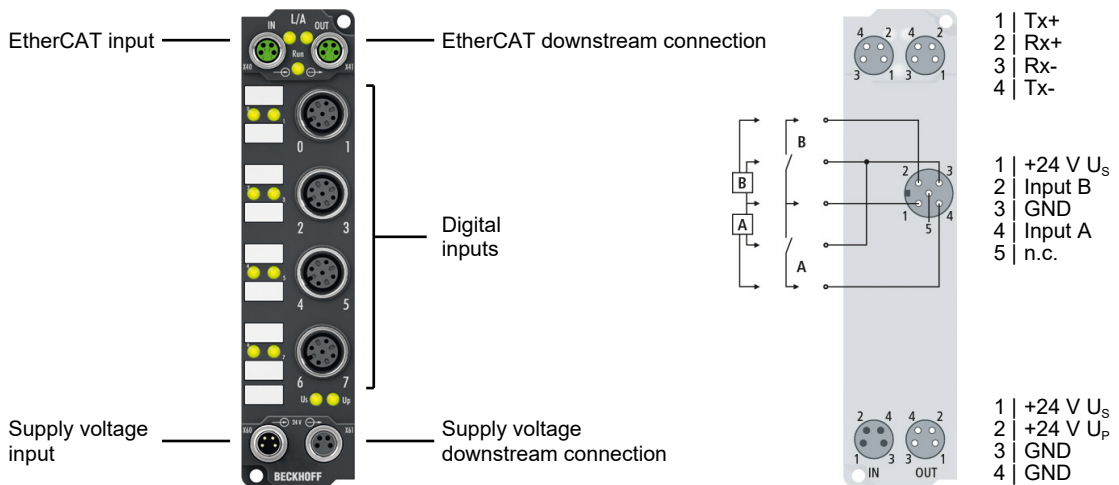 EtherCAT input
IN
L/A
OUT
EtherCAT downstream connection
Run
X40
X41
0
1
2
3
4
5
6
7
Us
Up
Digital
inputs
Supply voltage
input
24 V
X60
X61
BECKHOFF
Supply voltage
downstream connection
4 2
3 1
4 2
3 1
1 | Tx+
2 | Rx+
3 | Rx-
4 | Tx-
B
B
A
A
2 3
1 4
5
1 | +24 V US
2 | Input B
3 | GND
4 | Input A
5 | n.c.
2 4
1 3
4 2
3 1
IN
OUT
1 | +24 V US
2 | +24 V UP
3 | GND
4 | GND